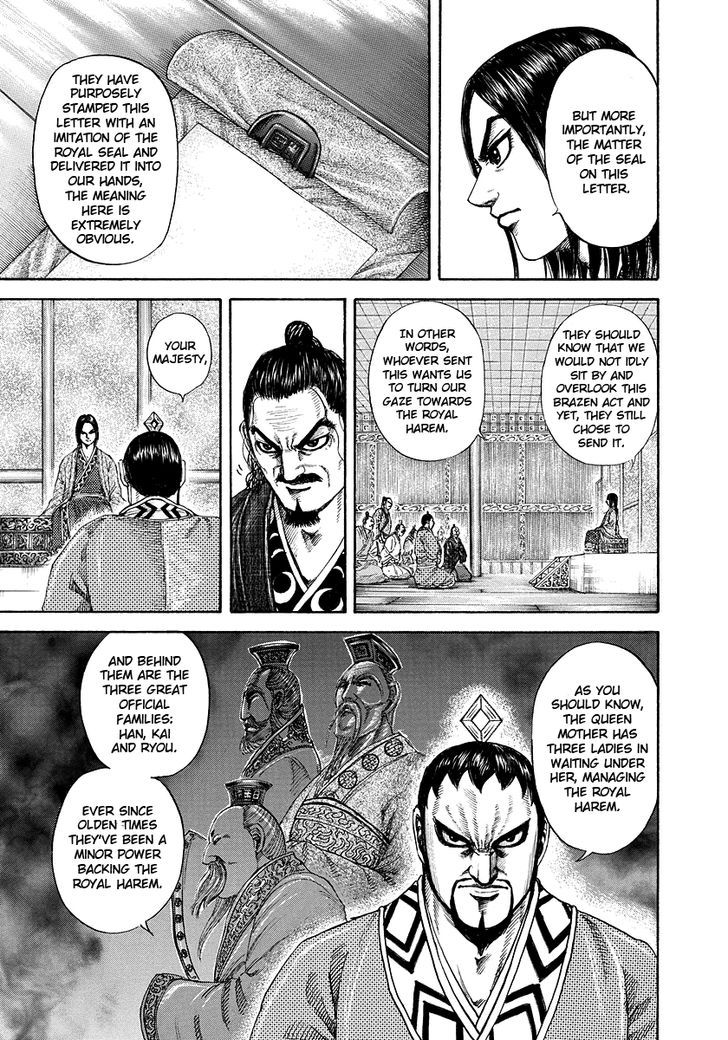 BUT MORE
IMPORTANTLY,
THE MATTER
OF THE SEAL
ON THIS
LETTER.
THEY HAVE
PURPOSELY
STAMPED THIS
LETTER WITH AN
IMITATION OF THE
ROYAL SEAL AND
DELIVERED IT INTO
OUR HANDS,
THE MEANING
HERE IS
EXTREMELY
OBVIOUS.
THEY SHOULD
KNOW THAT WE
WOULD NOT IDLY
SIT BY AND
OVERLOOK THIS
BRAZEN ACT AND
YET, THEY STILL
CHOSE TO
SEND IT.
IN OTHER
WORDS,
WHOEVER SENT
THIS WANTS US
TO TURN OUR
GAZE TOWARDS
THE ROYAL
HAREM.
YOUR
MAJESTY,
AS YOU
SHOULD KNOW,
THE QUEEN
MOTHER HAS
THREE LADIES IN
WAITING UNDER
HER, MANAGING
THE ROYAL
HAREM.
AND BEHIND
THEM ARE THE
THREE GREAT
OFFICIAL
FAMILIES:
HAN, KAI
AND RYOU.
EVER SINCE
OLDEN TIMES
THEY'VE BEEN A
MINOR POWER
BACKING THE
ROYAL HAREM.